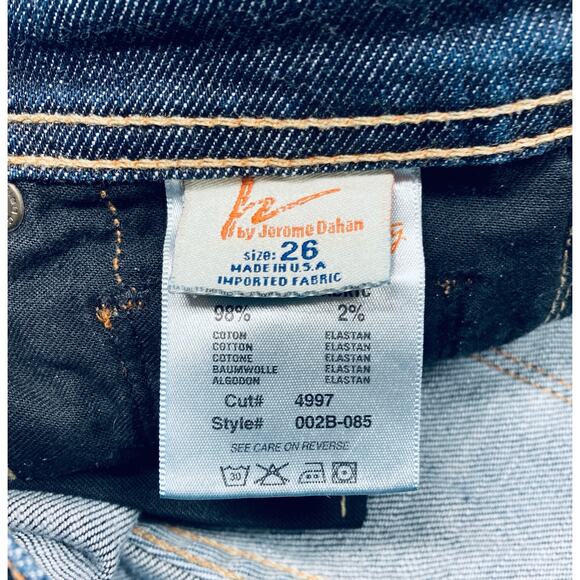 by Jerome Dahan
size: 26
MADE IN U.S.A
IMPORTED FABRIC
98% 2%
COTON ELASTAN
COTTON ELASTAN
COTONE ELASTAN
BAUMWOLLE ELASTAN
ALGODON ELASTAN
Cut# 4997
Style# 002B-085
SEE CARE ON REVERSE
30